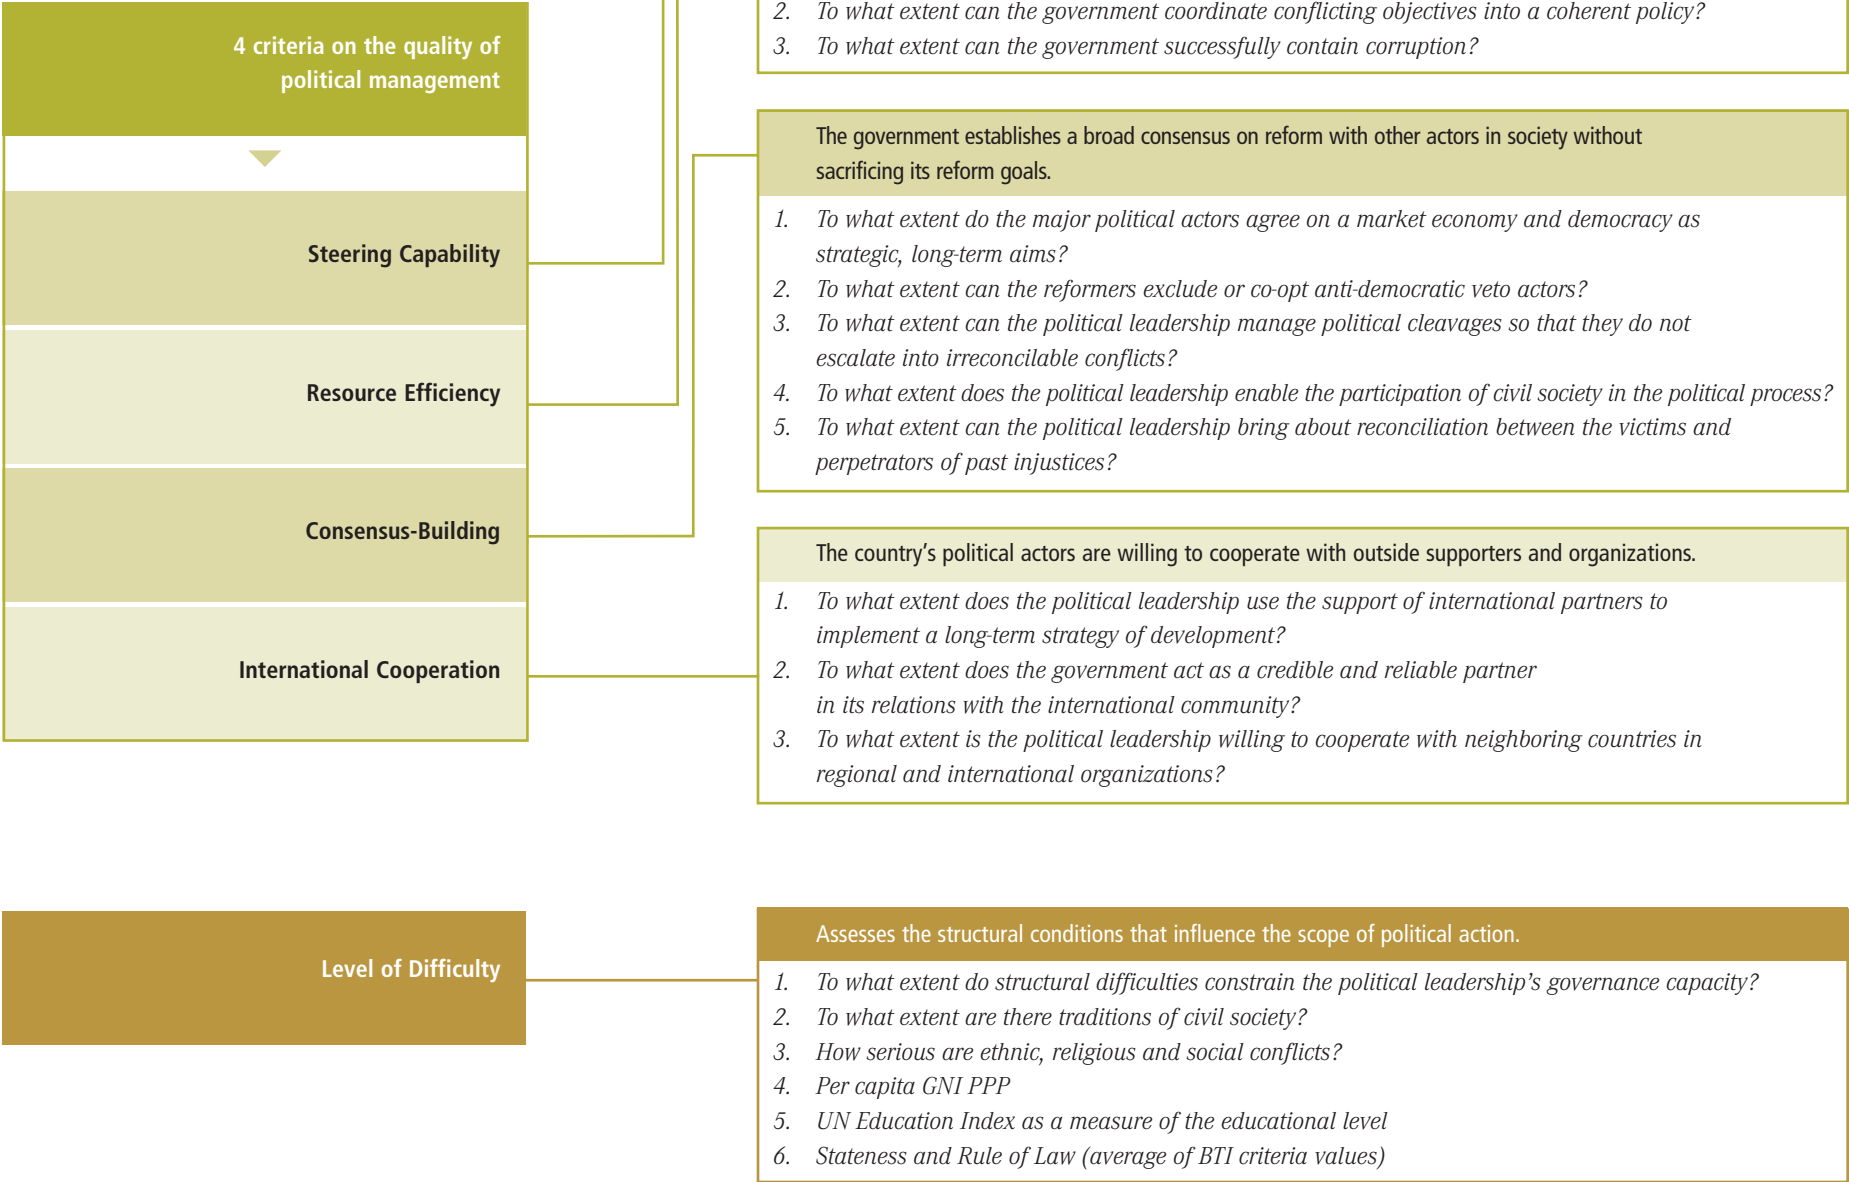 4 criteria on the quality of
political management
Steering Capability
Resource Efficiency
Consensus-Building
International Cooperation
2. To what extent can the government coordinate conflicting objectives into a coherent policy?
3. To what extent can the government successfully contain corruption?
The government establishes a broad consensus on reform with other actors in society without
sacrificing its reform goals.
1. To what extent do the major political actors agree on a market economy and democracy as
strategic, long-term aims?
2. To what extent can the reformers exclude or co-opt anti-democratic veto actors?
3. To what extent can the political leadership manage political cleavages so that they do not
escalate into irreconcilable conflicts?
4. To what extent does the political leadership enable the participation of civil society in the political process?
5. To what extent can the political leadership bring about reconciliation between the victims and
perpetrators of past injustices?
The country's political actors are willing to cooperate with outside supporters and organizations.
1. To what extent does the political leadership use the support of international partners to
implement a long-term strategy of development?
2. To what extent does the government act as a credible and reliable partner
in its relations with the international community?
3. To what extent is the political leadership willing to cooperate with neighboring countries in
regional and international organizations?
Level of Difficulty
Assesses the structural conditions that influence the scope of political action.
1. To what extent do structural difficulties constrain the political leadership's governance capacity?
2. To what extent are there traditions of civil society?
3. How serious are ethnic, religious and social conflicts?
4. Per capita GNI PPP
5. UN Education Index as a measure of the educational level
6. Stateness and Rule of Law (average of BTI criteria values)